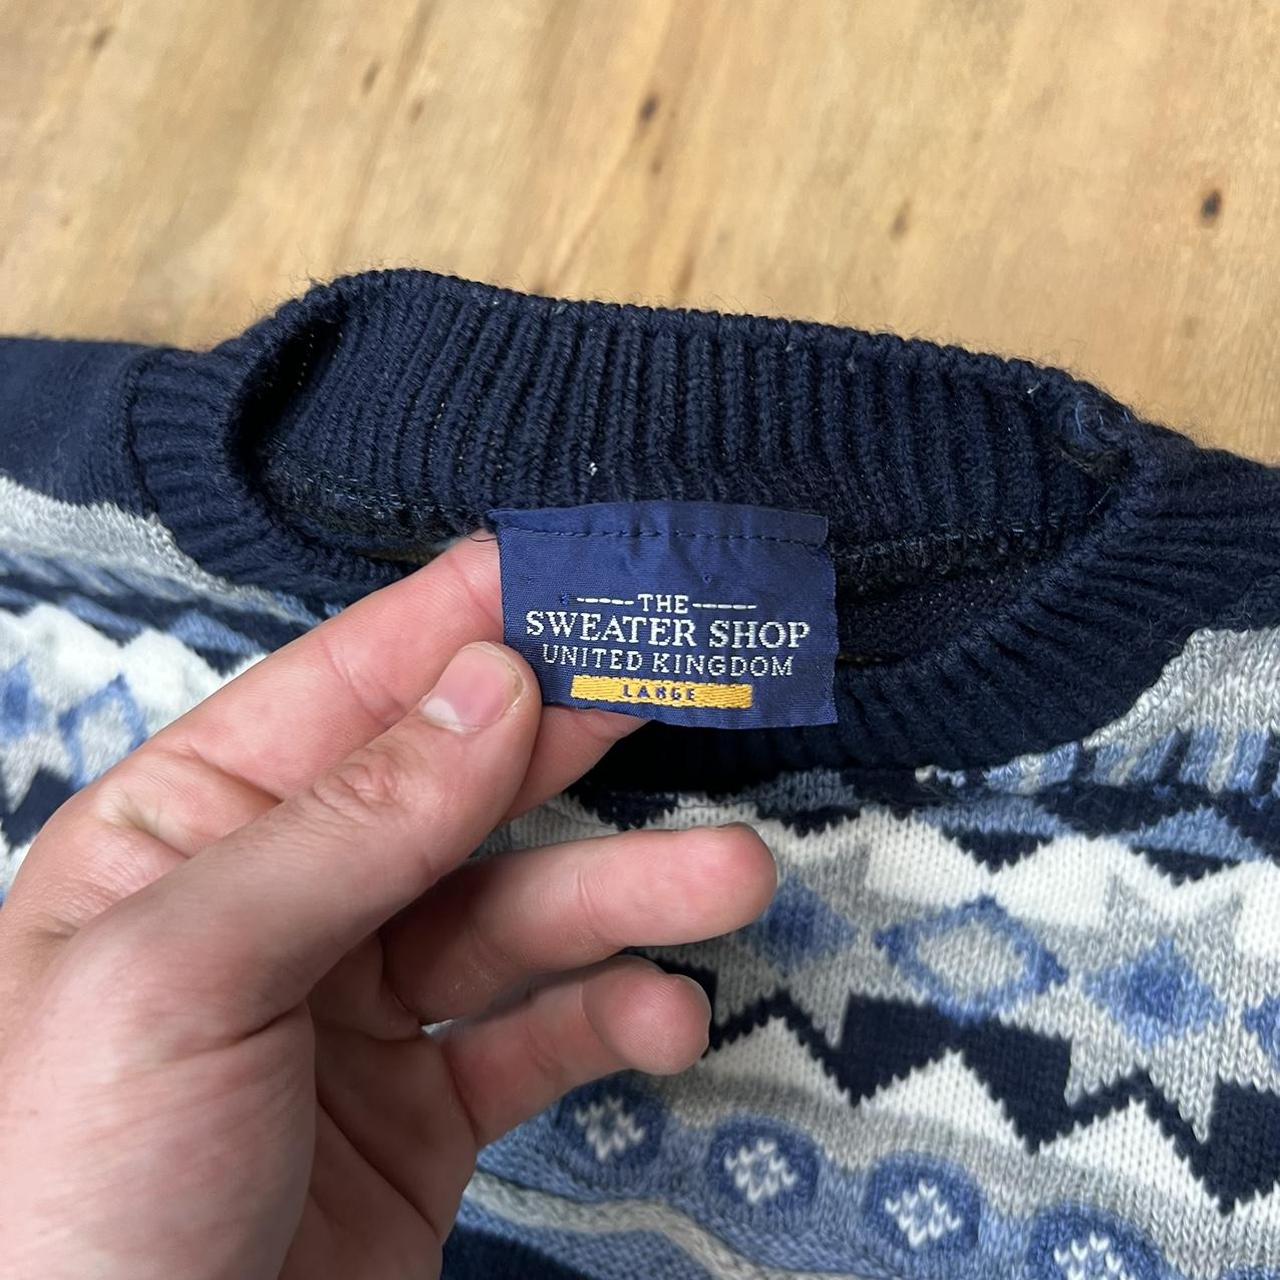 THE
SWEATER SHOP
UNITED KINGDOM
LARGE